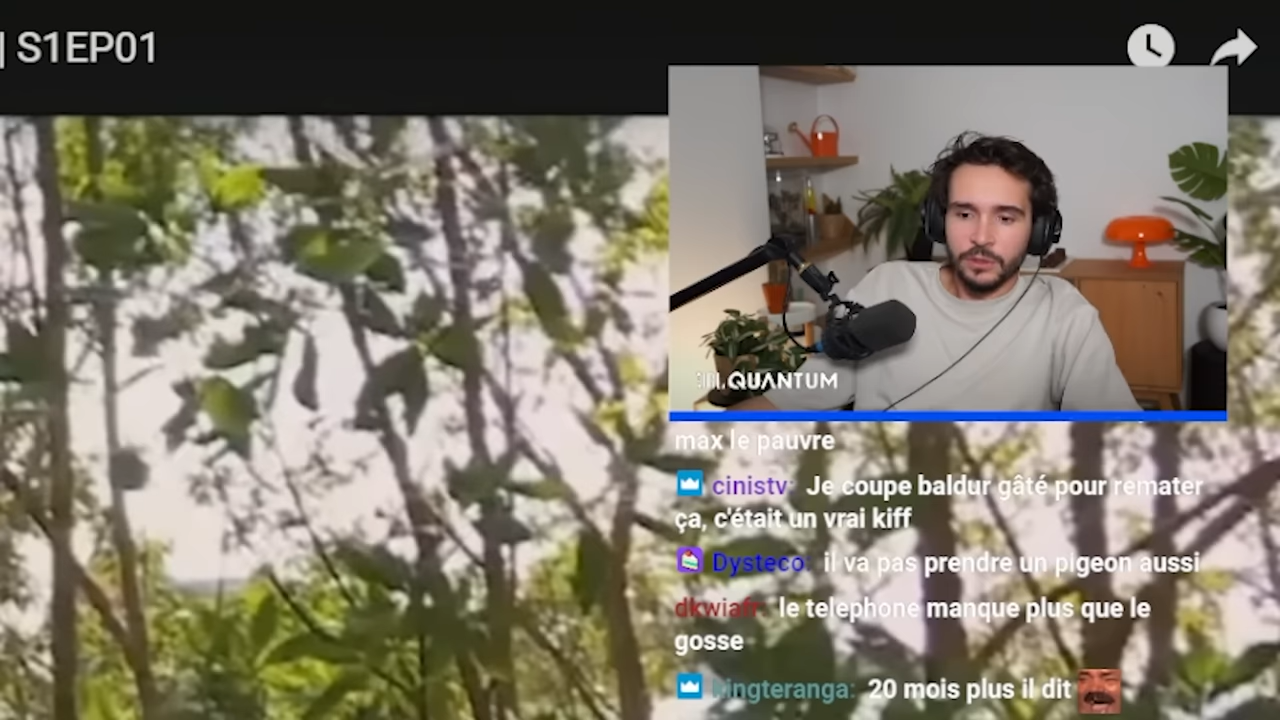 | S1EP01
.QUANTUM
max le pauvre
cinistv: Je coupe baldur gâté pour remater
ça, c'était un vrai kiff
Dysteco: il va pas prendre un pigeon aussi
dkwiafr: le telephone manque plus que le
gosse
kingteranga: 20 mois plus il dit